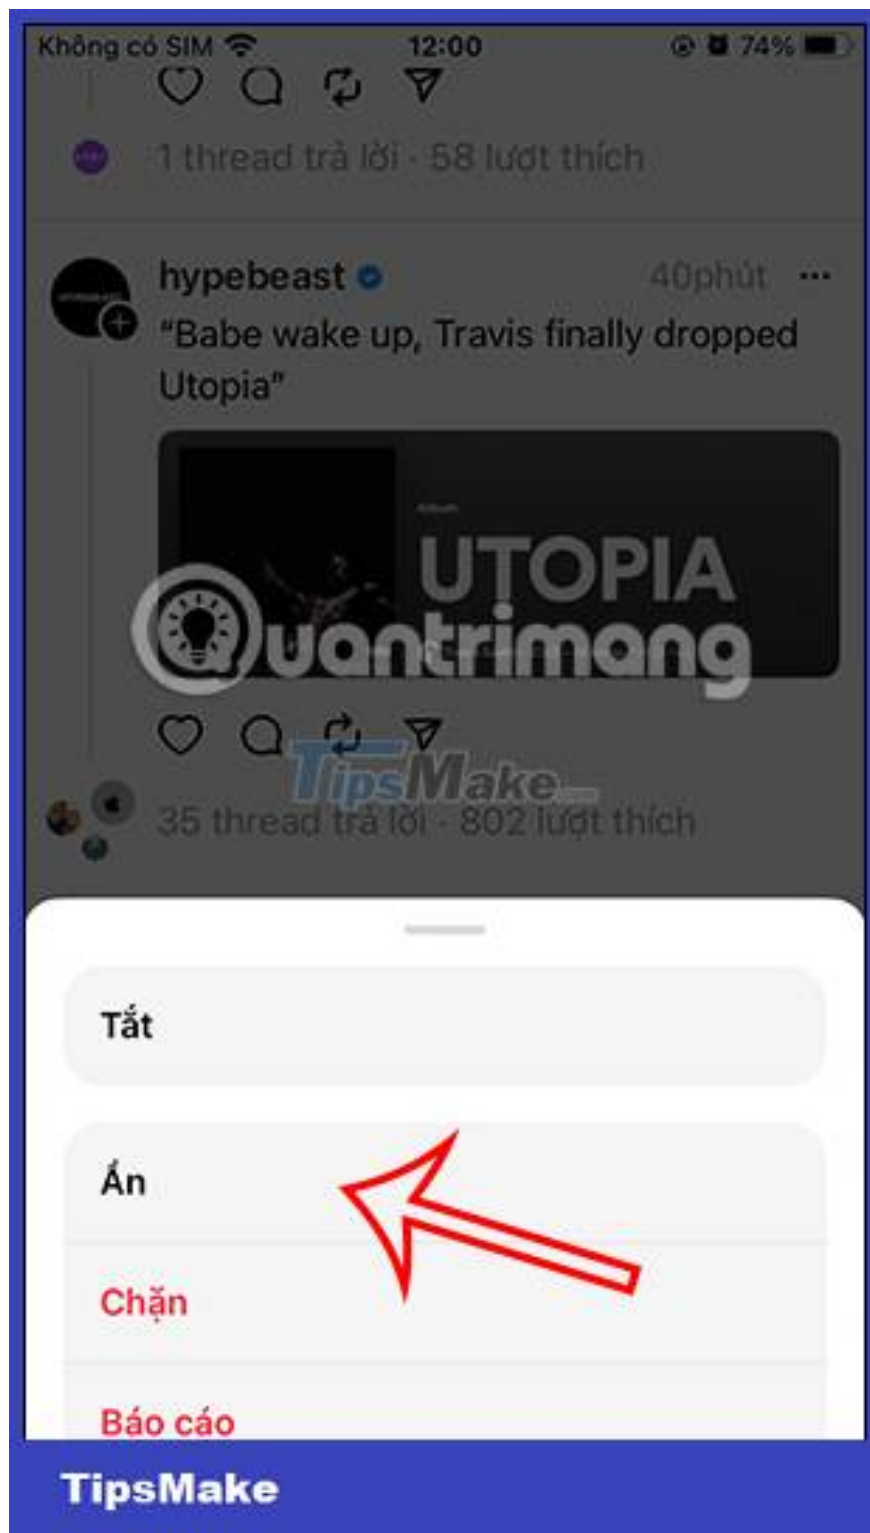 Không có SIM 12:00 74%
1 thread trả lời · 58 lượt thích
hypebeast 40phút ···
“Babe wake up, Travis finally dropped
Utopia”
Album
UTOPIA
Quantrimang
TipsMake
35 thread trả lời · 802 lượt thích
Tắt
Ẩn
Chặn
Báo cáo
TipsMake